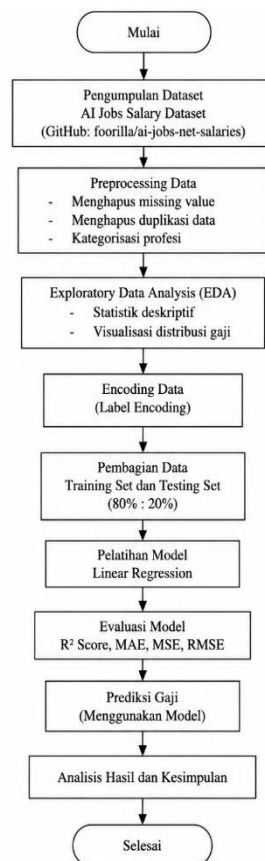 Mulai
Pengumpulan Dataset
AI Jobs Salary Dataset
(GitHub: foorilla/ai-jobs-net-salaries)
Preprocessing Data
- Menghapus missing value
- Menghapus duplikasi data
- Kategorisasi profesi
Exploratory Data Analysis (EDA)
- Statistik deskriptif
- Visualisasi distribusi gaji
Encoding Data
(Label Encoding)
Pembagian Data
Training Set dan Testing Set
(80% : 20%)
Pelatihan Model
Linear Regression
Evaluasi Model
R² Score, MAE, MSE, RMSE
Prediksi Gaji
(Menggunakan Model)
Analisis Hasil dan Kesimpulan
Selesai